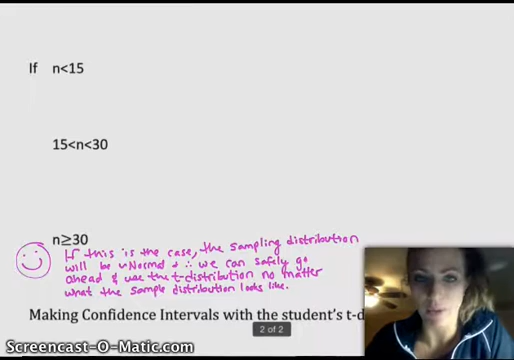 If n<15
15<n<30
n≥30
If this is the case, the sampling distribution
will be ~Normal & ∴ we can safely go
ahead & use the t-distribution no matter
what the sample distribution looks like.
Making Confidence Intervals with the student's t-d
2 of 2
Screencast-O-Matic.com